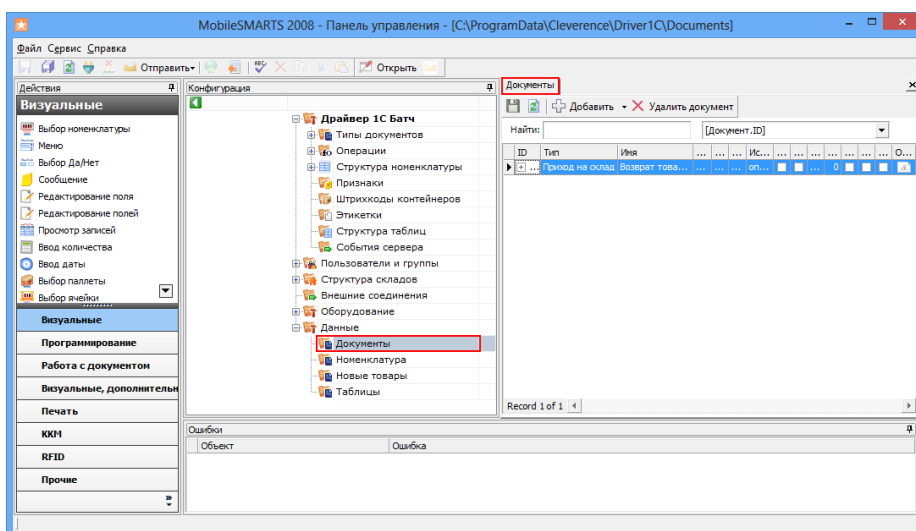 MobileSMARTS 2008 - Панель управления - [C:\ProgramData\Cleverence\Driver1C\Documents]
Файл Сервис Справка
Отправить Открыть
Действия
Визуальные
Выбор номенклатуры
Меню
Выбор Да/Нет
Сообщение
Редактирование поля
Редактирование полей
Просмотр записей
Ввод количества
Ввод даты
Выбор паллеты
Выбор ячейки
Визуальные
Программирование
Работа с документом
Визуальные, дополнительн
Печать
ККМ
RFID
Прочие
Конфигурация
Драйвер 1С Батч
Типы документов
Операции
Структура номенклатуры
Признаки
Штрихкоды контейнеров
Этикетки
Структура таблиц
События сервера
Пользователи и группы
Структура складов
Внешние соединения
Оборудование
Данные
Документы
Номенклатура
Новые товары
Таблицы
Документы
Добавить Удалить документ
Найти: [Документ.ID]
ID Тип Имя ... ... ... Ис... ... ... ... ... ... ... О...
... Приход на склад Возврат това... ... ... ... оп... ... 0
Record 1 of 1
Ошибки
Объект Ошибка